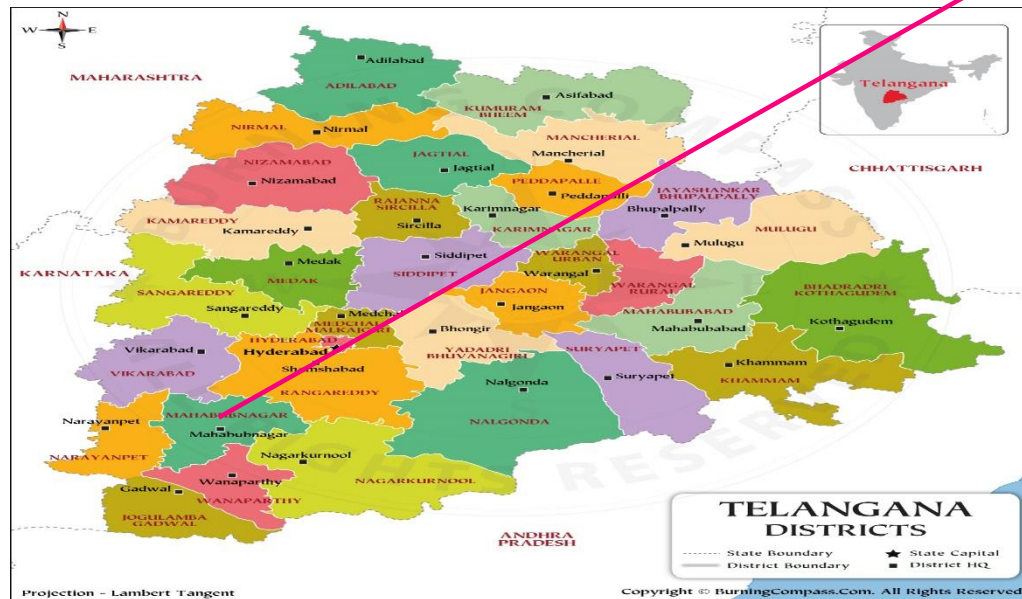 N
W E
S
MAHARASHTRA
Adilabad
ADILABAD
Asifabad
KUMURAM
BHEEM
Telangana
NIRMAL
Nirmal
MANCHERIAL
Mancherial
JAGTIAL
Jagtial
NIZAMABAD
Nizamabad
CHHATTISGARH
PEDDAPALLE
Peddapalli
JAYASHANKAR
BHUPALPALLY
Bhupalpally
RAJANNA
SIRCILLA
Sircilla
Karimnagar
KARIMNAGAR
KAMAREDDY
Kamareddy
MULUGU
Mulugu
KARNATAKA
Medak
MEDAK
Siddipet
SIDDIPET
WARANGAL
URBAN
Warangal
WARANGAL
RURAL
BHADRADRI
KOTHAGUDEM
Kothagudem
SANGAREDDY
Sangareddy
JANGAON
Jangaon
MAHABUBABAD
Mahabubabad
Medchal
MEDCHAL
MALKAJGIRI
HYDERABAD
Hyderabad
Bhongir
YADADRI
BHUVANAGIRI
Vikarabad
VIKARABAD
Shamshabad
RANGAREDDY
SURYAPET
Suryapet
Khammam
KHAMMAM
Nalgonda
NALGONDA
MAHABUBNAGAR
Mahabubnagar
Narayanpet
NARAYANPET
Nagarkurnool
NAGARKURNOOL
Wanaparthy
WANAPARTHY
Gadwal
JOGULAMBA
GADWAL
ANDHRA
PRADESH
TELANGANA
DISTRICTS
State Boundary State Capital
District Boundary District HQ
Projection - Lambert Tangent
Copyright © BurningCompass.Com. All Rights Reserved